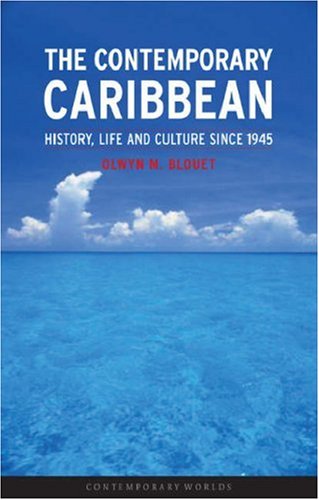 THE CONTEMPORARY
CARIBBEAN
HISTORY, LIFE AND CULTURE SINCE 1945
OLWYN M. BLOUET
CONTEMPORARY WORLDS